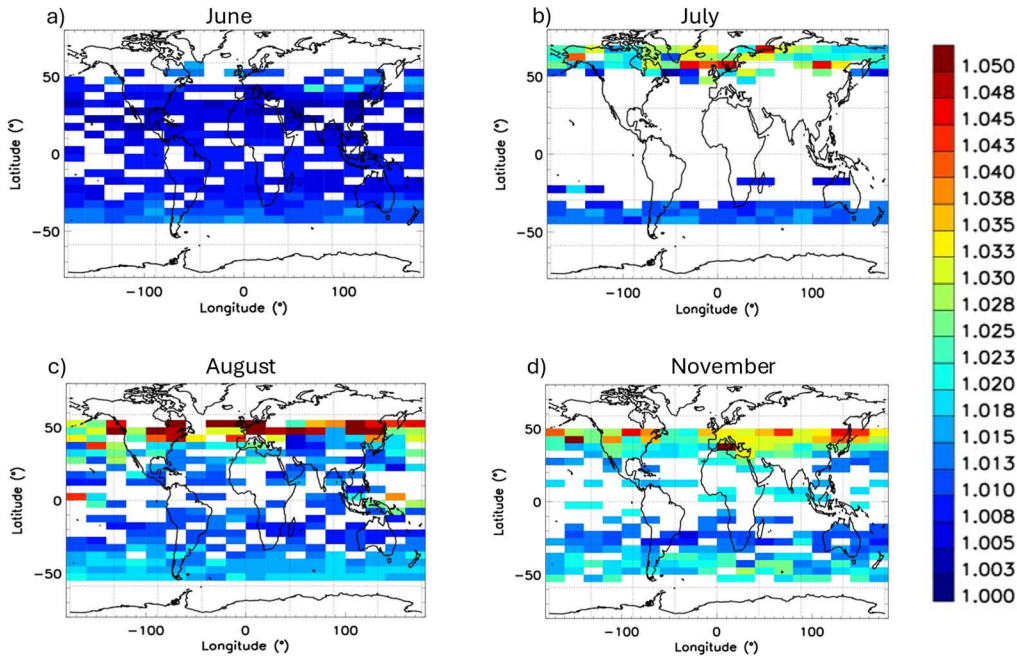 a) June
b) July
50
0
−50
Latitude (°)
−100 0 100
Longitude (°)
50
0
−50
Latitude (°)
−100 0 100
Longitude (°)
c) August
d) November
50
0
−50
Latitude (°)
−100 0 100
Longitude (°)
50
0
−50
Latitude (°)
−100 0 100
Longitude (°)
1.050
1.048
1.045
1.043
1.040
1.038
1.035
1.033
1.030
1.028
1.025
1.023
1.020
1.018
1.015
1.013
1.010
1.008
1.005
1.003
1.000